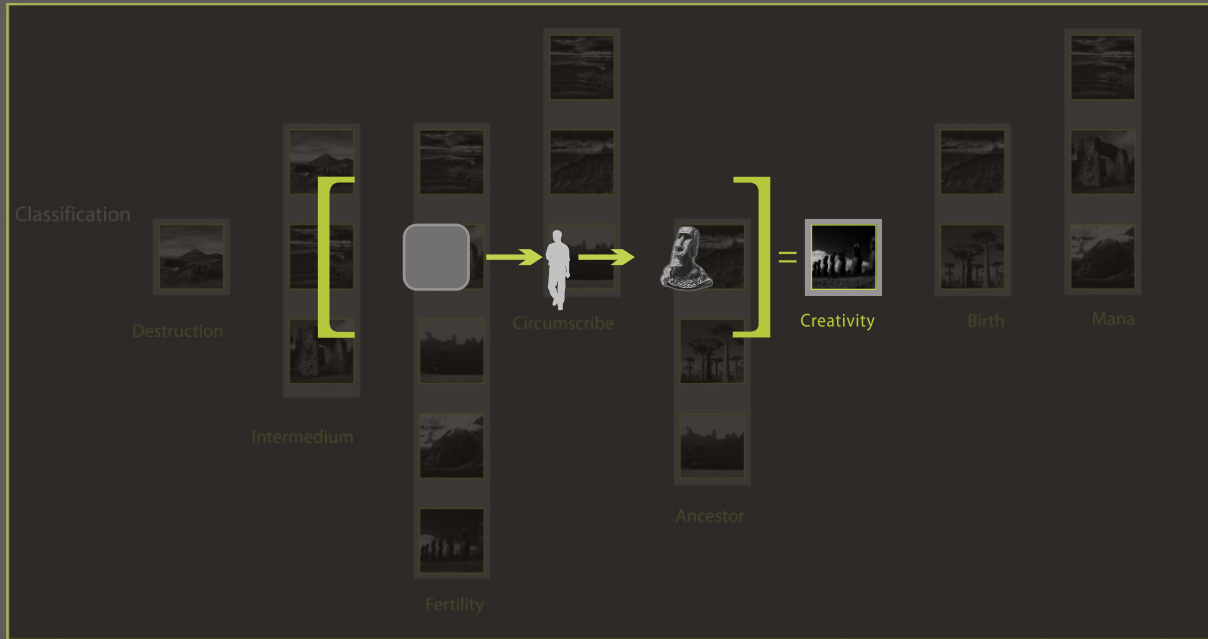 Classification
Destruction
Intermedium
Fertility
Circumscribe
Ancestor
=
Creativity
Birth
Mana